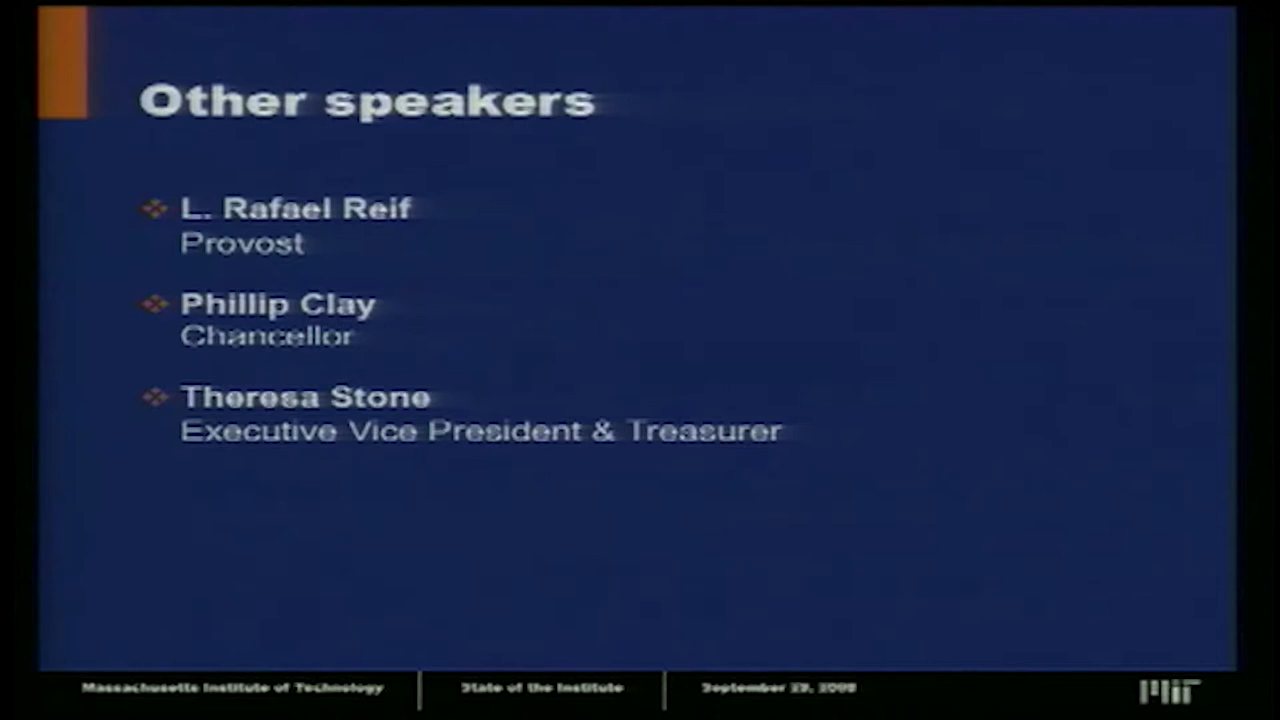 Other speakers
L. Rafael Reif
Provost
Phillip Clay
Chancellor
Theresa Stone
Executive Vice President & Treasurer
Massachusetts Institute of Technology
State of the Institute
September
MIT